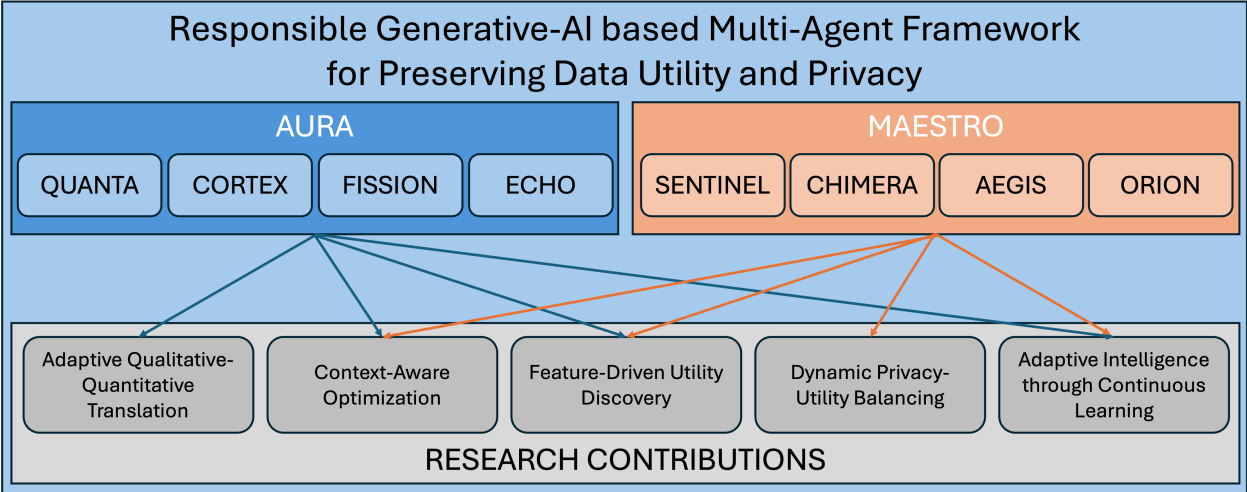 Responsible Generative-AI based Multi-Agent Framework
for Preserving Data Utility and Privacy
AURA
QUANTA
CORTEX
FISSION
ECHO
MAESTRO
SENTINEL
CHIMERA
AEGIS
ORION
Adaptive Qualitative-
Quantitative
Translation
Context-Aware
Optimization
Feature-Driven Utility
Discovery
Dynamic Privacy-
Utility Balancing
Adaptive Intelligence
through Continuous
Learning
RESEARCH CONTRIBUTIONS